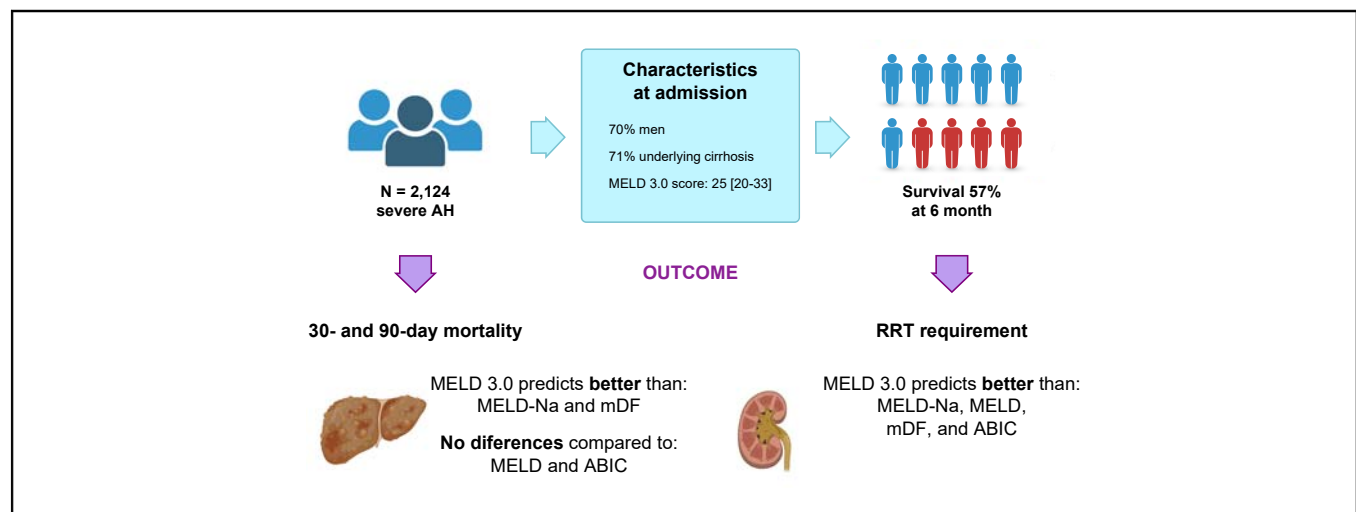 N = 2,124
severe AH
Characteristics
at admission
70% men
71% underlying cirrhosis
MELD 3.0 score: 25 [20-33]
Survival 57%
at 6 month
OUTCOME
30- and 90-day mortality
MELD 3.0 predicts better than:
MELD-Na and mDF
No diferences compared to:
MELD and ABIC
RRT requirement
MELD 3.0 predicts better than:
MELD-Na, MELD,
mDF, and ABIC